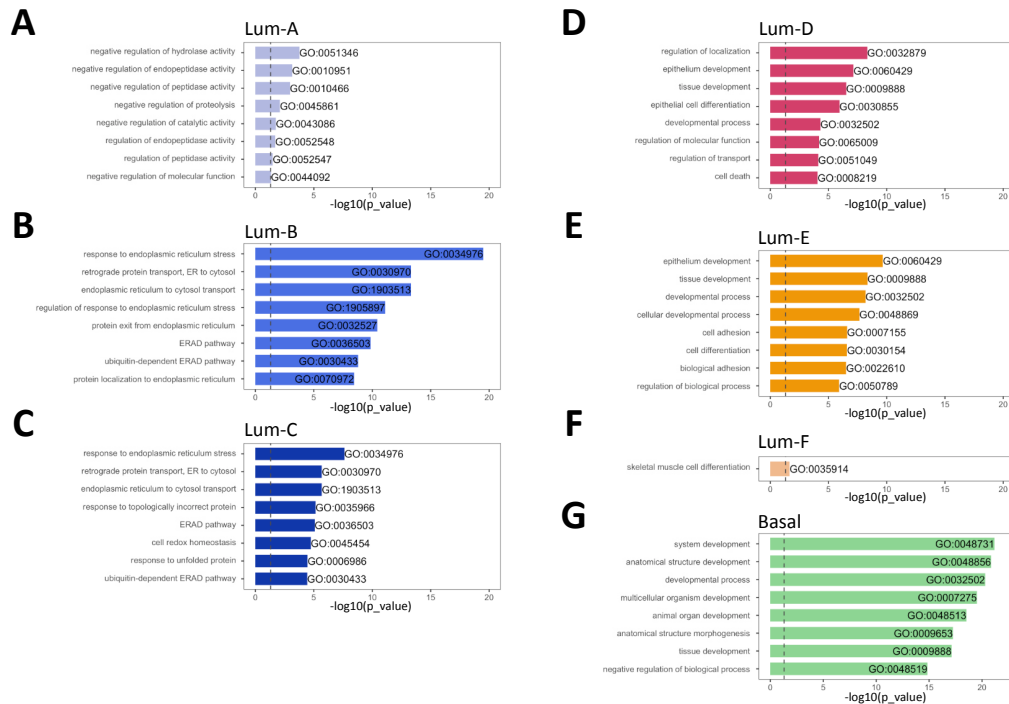 A
Lum-A
negative regulation of hydrolase activity GO:0051346
negative regulation of endopeptidase activity GO:0010951
negative regulation of peptidase activity GO:0010466
negative regulation of proteolysis GO:0045861
negative regulation of catalytic activity GO:0043086
regulation of endopeptidase activity GO:0052548
regulation of peptidase activity GO:0052547
negative regulation of molecular function GO:0044092
0 5 10 15 20
-log10(p_value)
B
Lum-B
response to endoplasmic reticulum stress GO:0034976
retrograde protein transport, ER to cytosol GO:0030970
endoplasmic reticulum to cytosol transport GO:1903513
regulation of response to endoplasmic reticulum stress GO:1905897
protein exit from endoplasmic reticulum GO:0032527
ERAD pathway GO:0036503
ubiquitin-dependent ERAD pathway GO:0030433
protein localization to endoplasmic reticulum GO:0070972
0 5 10 15 20
-log10(p_value)
C
Lum-C
response to endoplasmic reticulum stress GO:0034976
retrograde protein transport, ER to cytosol GO:0030970
endoplasmic reticulum to cytosol transport GO:1903513
response to topologically incorrect protein GO:0035966
ERAD pathway GO:0036503
cell redox homeostasis GO:0045454
response to unfolded protein GO:0006986
ubiquitin-dependent ERAD pathway GO:0030433
0 5 10 15 20
-log10(p_value)
D
Lum-D
regulation of localization GO:0032879
epithelium development GO:0060429
tissue development GO:0009888
epithelial cell differentiation GO:0030855
developmental process GO:0032502
regulation of molecular function GO:0065009
regulation of transport GO:0051049
cell death GO:0008219
0 5 10 15 20
-log10(p_value)
E
Lum-E
epithelium development GO:0060429
tissue development GO:0009888
developmental process GO:0032502
cellular developmental process GO:0048869
cell adhesion GO:0007155
cell differentiation GO:0030154
biological adhesion GO:0022610
regulation of biological process GO:0050789
0 5 10 15 20
-log10(p_value)
F
Lum-F
skeletal muscle cell differentiation GO:0035914
0 5 10 15 20
-log10(p_value)
G
Basal
system development GO:0048731
anatomical structure development GO:0048856
developmental process GO:0032502
multicellular organism development GO:0007275
animal organ development GO:0048513
anatomical structure morphogenesis GO:0009653
tissue development GO:0009888
negative regulation of biological process GO:0048519
0 5 10 15 20
-log10(p_value)